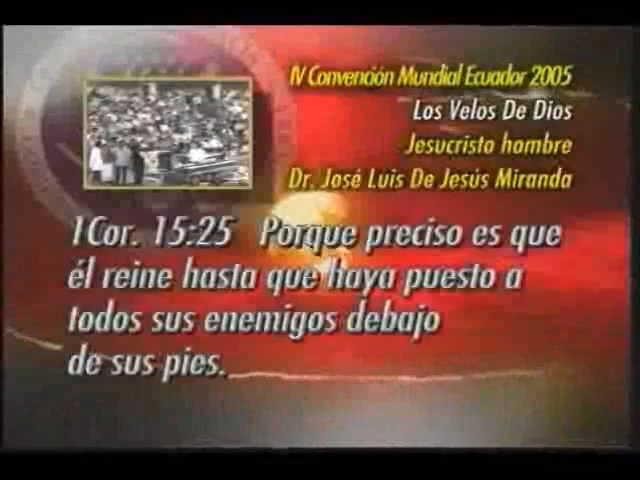 IV Convención Mundial Ecuador 2005
Los Velos De Dios
Jesucristo hombre
Dr. José Luis De Jesús Miranda
1Cor. 15:25 Porque preciso es que
él reine hasta que haya puesto a
todos sus enemigos debajo
de sus pies.